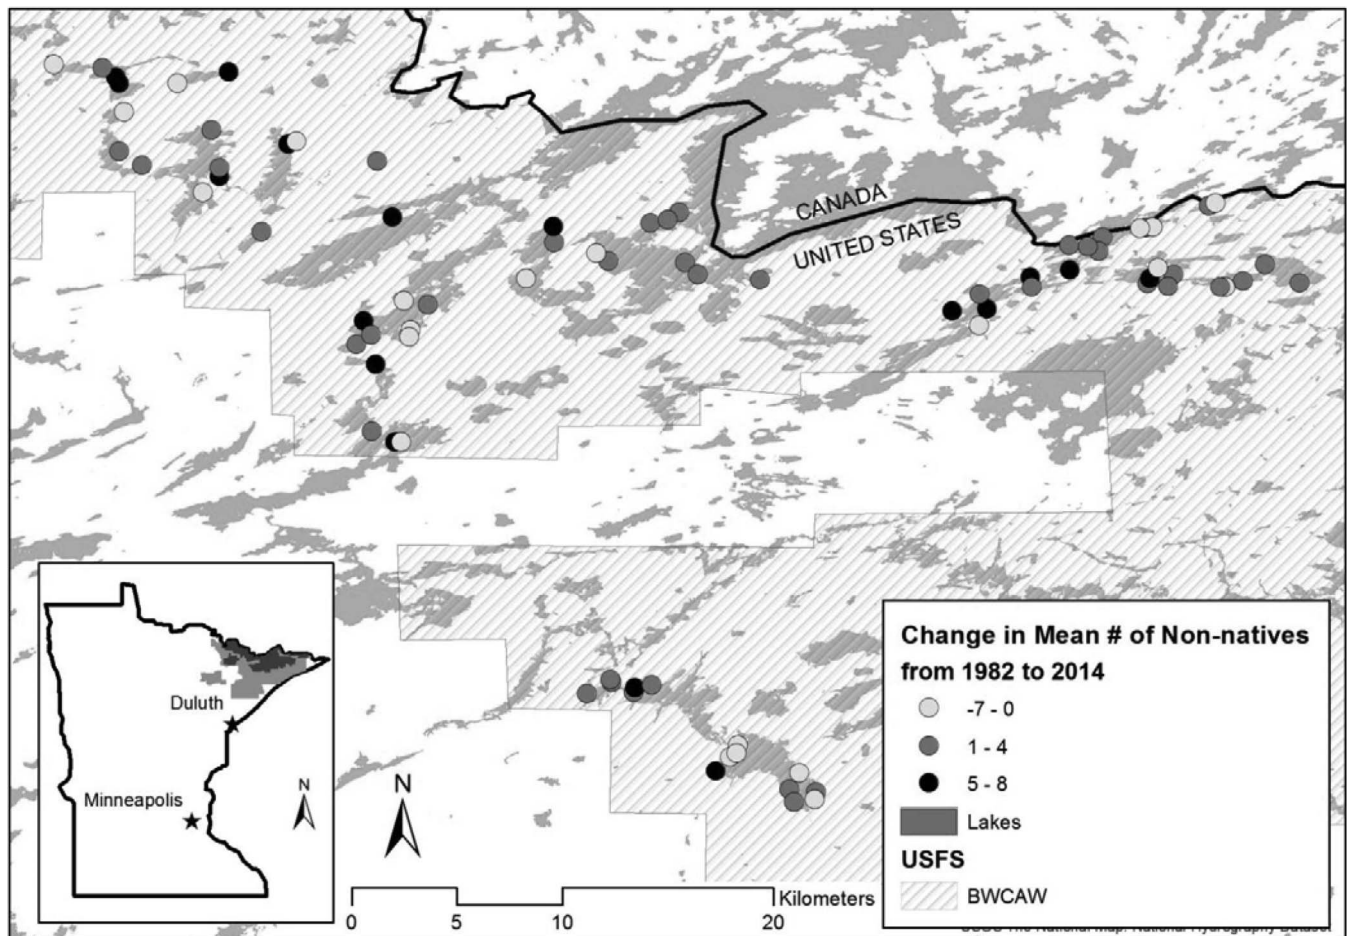 CANADA
UNITED STATES
Duluth
Minneapolis
N
N
0 5 10 20
Kilometers
Change in Mean # of Non-natives
from 1982 to 2014
-7 - 0
1 - 4
5 - 8
Lakes
USFS
BWCAW